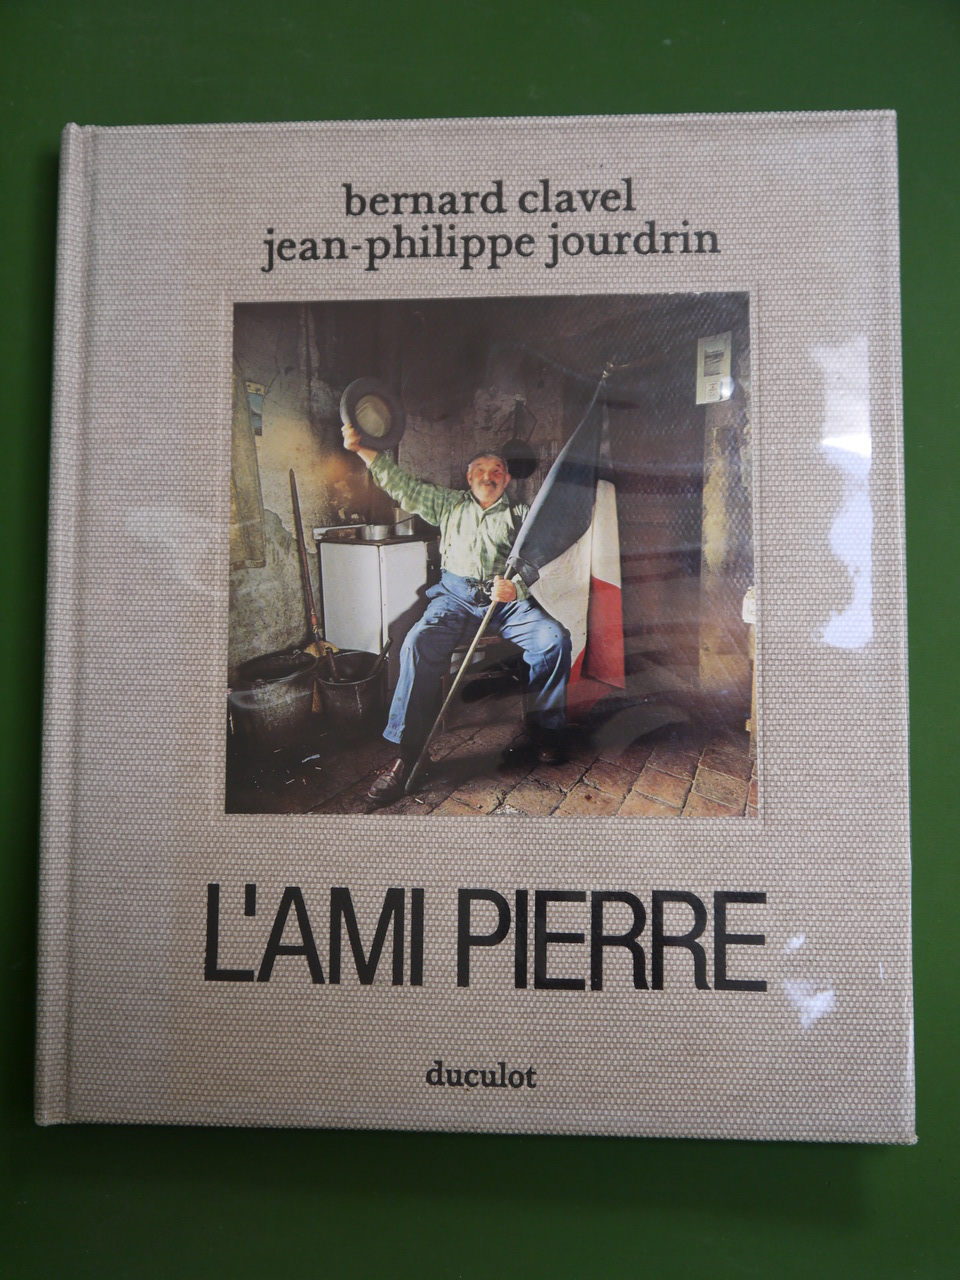 bernard clavel
jean-philippe jourdrin
L'AMI PIERRE
duculot